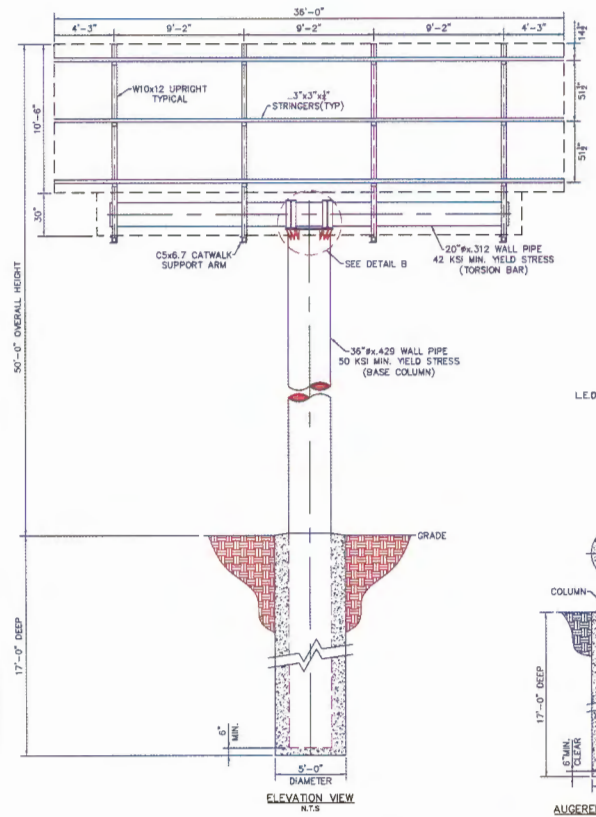 36'-0"
4'-3"
9'-2"
9'-2"
9'-2"
4'-3"
W10x12 UPRIGHT
TYPICAL
3"x3"x¼"
STRINGERS(TYP)
51½"
51½"
10'-6"
30"
C5x6.7 CATWALK
SUPPORT ARM
SEE DETAIL B
20"øx.312 WALL PIPE
42 KSI MIN. YIELD STRESS
(TORSION BAR)
50'-0" OVERALL HEIGHT
36"øx.429 WALL PIPE
50 KSI MIN. YIELD STRESS
(BASE COLUMN)
GRADE
COLUMN
17'-0" DEEP
17'-0" DEEP
6"
MIN.
6"MIN.
CLEAR
5'-0"
DIAMETER
ELEVATION VIEW
N.T.S